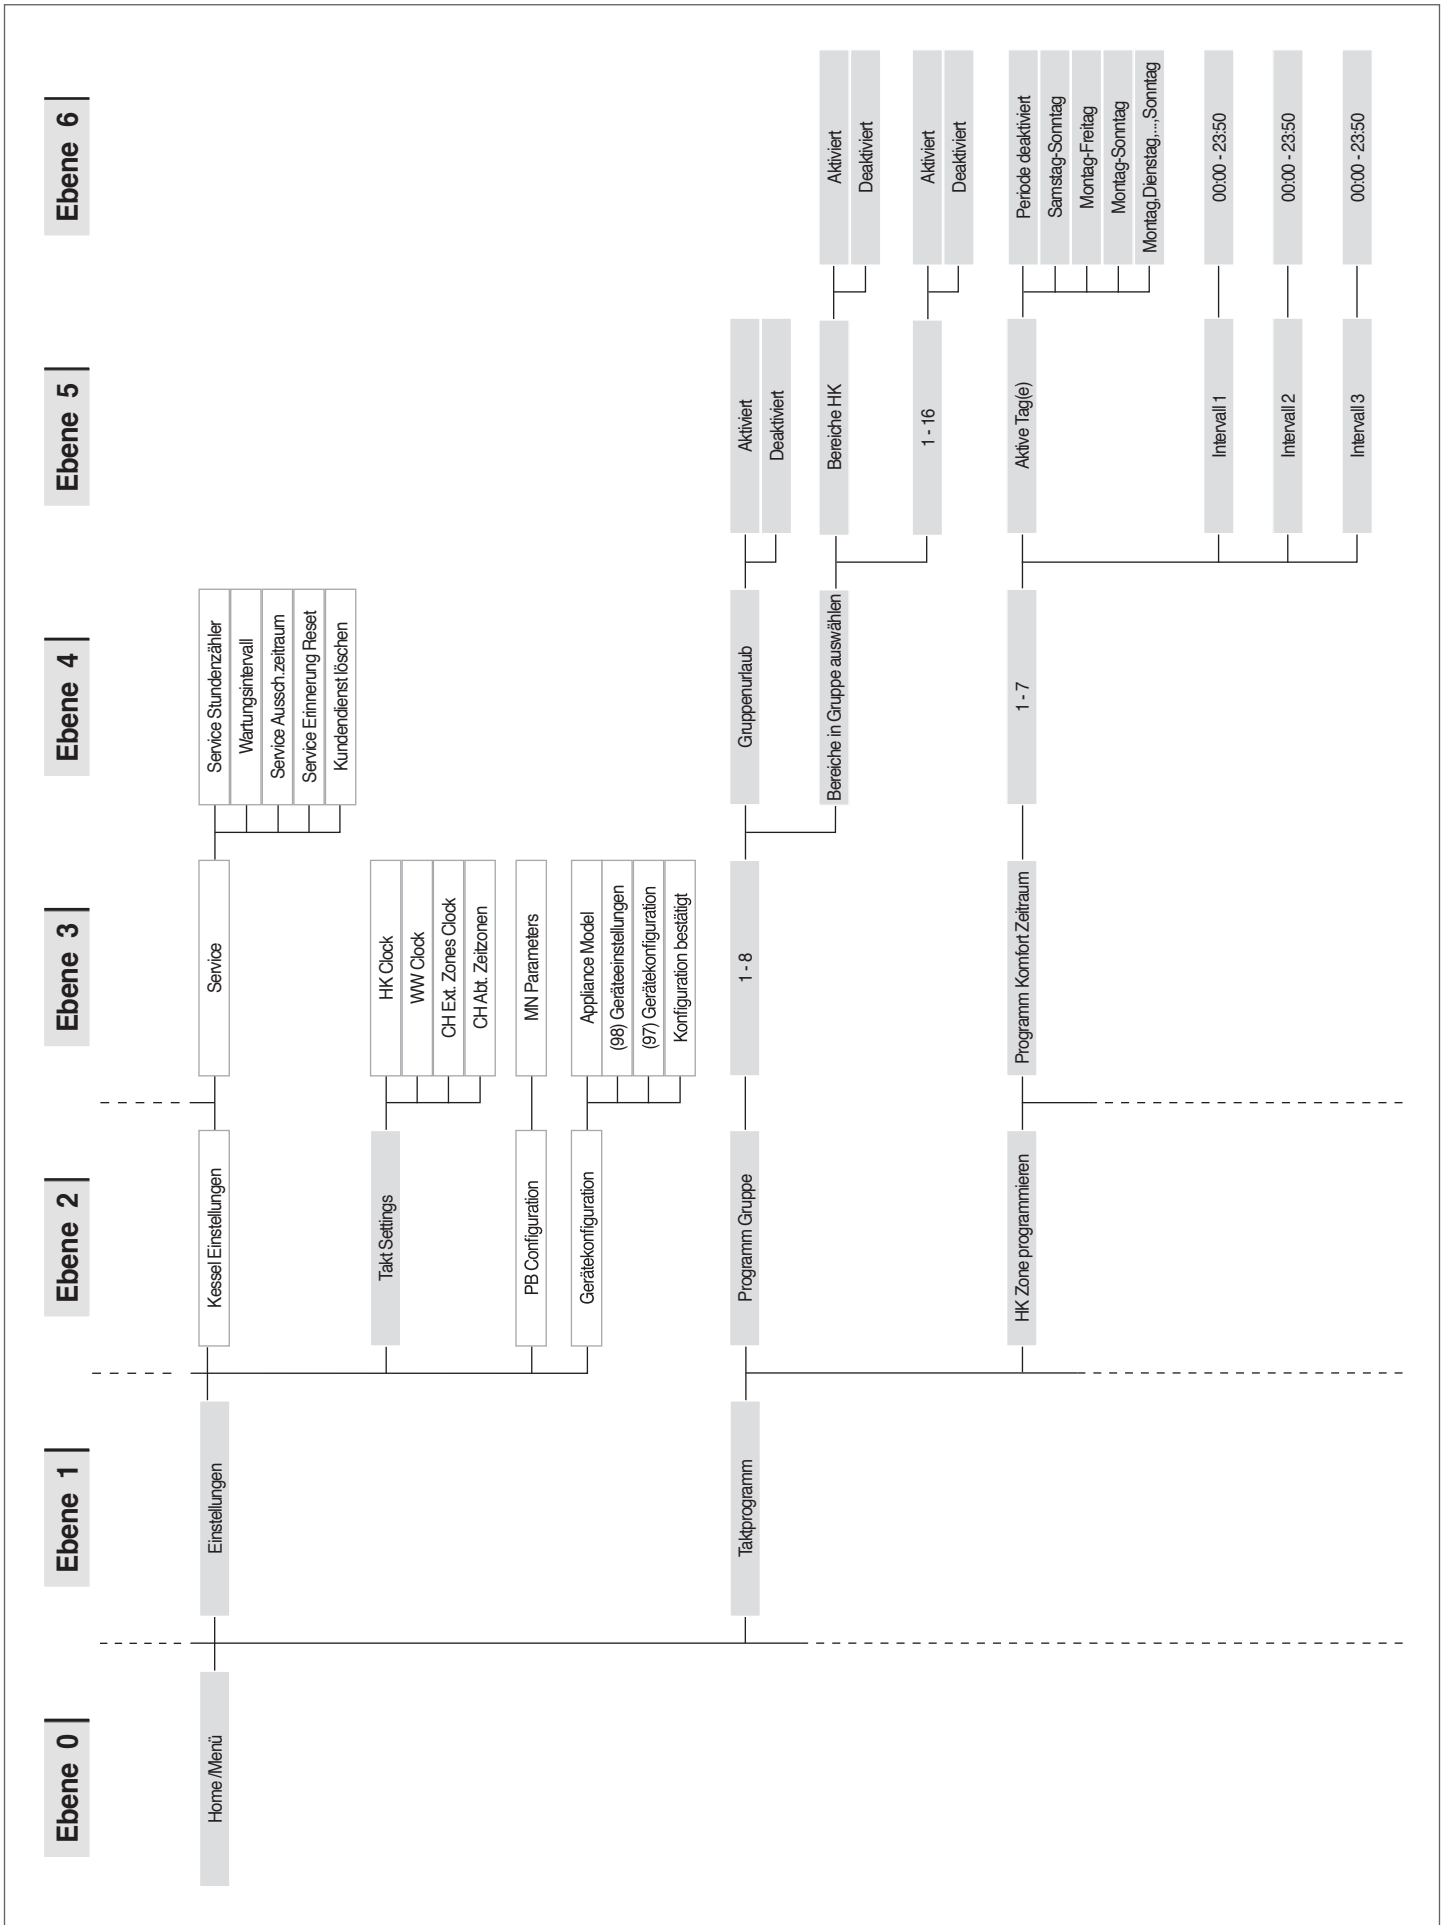 Ebene 0
Ebene 1
Ebene 2
Ebene 3
Ebene 4
Ebene 5
Ebene 6
Home /Menü
Einstellungen
Kessel Einstellungen
Service
Service Stundenzähler
Wartungsintervall
Service Aussch.zeitraum
Service Erinnerung Reset
Kundendienst löschen
Takt Settings
HK Clock
WW Clock
CH Ext. Zones Clock
CH Abt. Zeitzonen
PB Configuration
MN Parameters
Gerätekonfiguration
Appliance Model
(98) Geräteeinstellungen
(97) Gerätekonfiguration
Konfiguration bestätigt
Taktprogramm
Programm Gruppe
1 - 8
Gruppenurlaub
Aktiviert
Deaktiviert
Bereiche in Gruppe auswählen
Bereiche HK
Aktiviert
Deaktiviert
1 - 16
Aktiviert
Deaktiviert
HK Zone programmieren
Programm Komfort Zeitraum
1 - 7
Aktive Tag(e)
Periode deaktiviert
Samstag-Sonntag
Montag-Freitag
Montag-Sonntag
Montag,Dienstag,...,Sonntag
Intervall 1
00:00 - 23:50
Intervall 2
00:00 - 23:50
Intervall 3
00:00 - 23:50